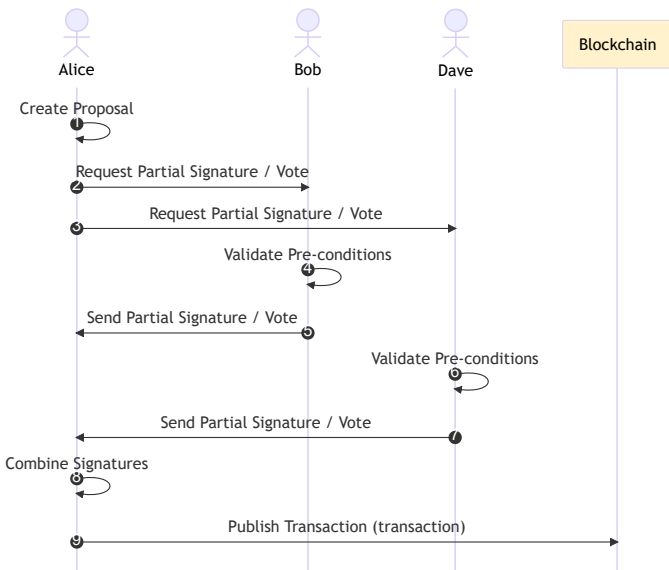 Alice
Bob
Dave
Blockchain
Create Proposal
1
Request Partial Signature / Vote
2
Request Partial Signature / Vote
3
Validate Pre-conditions
4
Send Partial Signature / Vote
5
Validate Pre-conditions
6
Send Partial Signature / Vote
7
Combine Signatures
8
Publish Transaction (transaction)
9